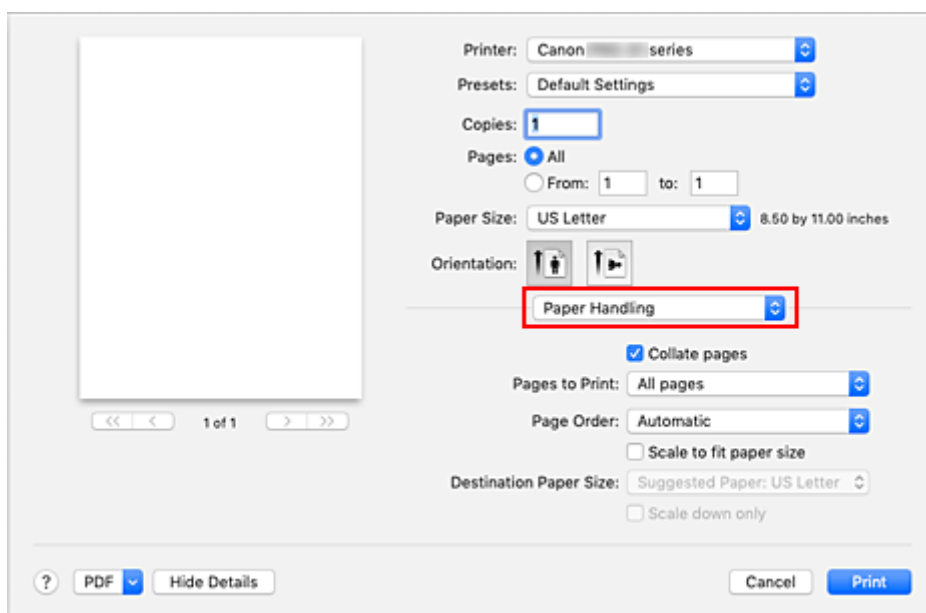 Printer: Canon series
Presets: Default Settings
Copies: 1
Pages: All
From: 1 to: 1
Paper Size: US Letter 8.50 by 11.00 inches
Orientation:
Paper Handling
Collate pages
Pages to Print: All pages
<< < 1 of 1 > >>
Page Order: Automatic
Scale to fit paper size
Destination Paper Size: Suggested Paper: US Letter
Scale down only
? PDF Hide Details Cancel Print